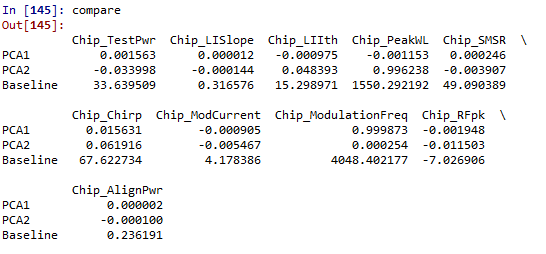 In [145]: compare
Out[145]:
Chip_TestPwr Chip_LISlope Chip_LIIth Chip_PeakWL Chip_SMSR \
PCA1 0.001563 0.000012 -0.000975 -0.001153 0.000246
PCA2 -0.033998 -0.000144 0.048393 0.996238 -0.003907
Baseline 33.639509 0.316576 15.298971 1550.292192 49.090389
Chip_Chirp Chip_ModCurrent Chip_ModulationFreq Chip_RFpk \
PCA1 0.015631 -0.000905 0.999873 -0.001948
PCA2 0.061916 -0.005467 0.000254 -0.011503
Baseline 67.622734 4.178386 4048.402177 -7.026906
Chip_AlignPwr
PCA1 0.000002
PCA2 -0.000100
Baseline 0.236191